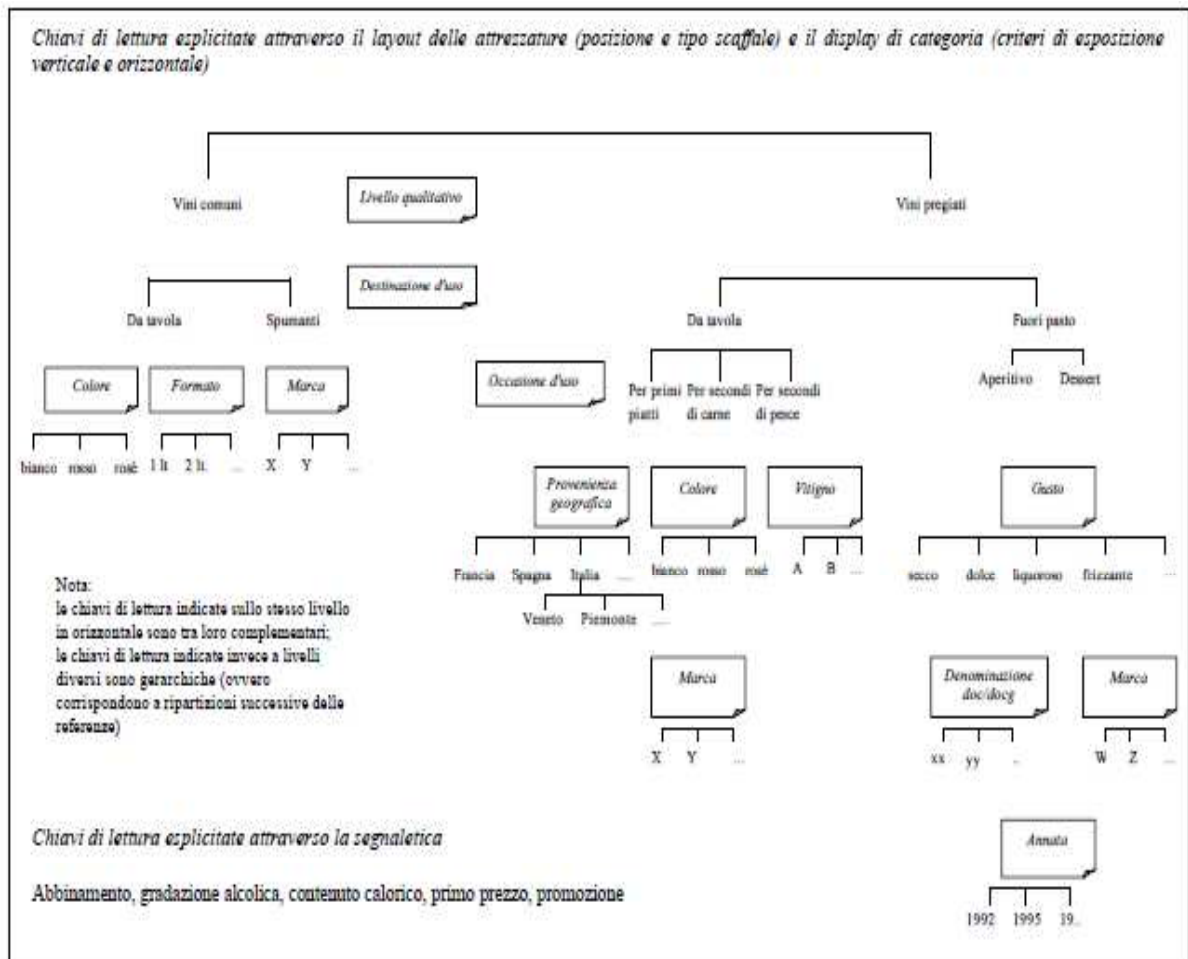 Chiavi di lettura esplicitate attraverso il layout delle attrezzature (posizione e tipo scaffale) e il display di categoria (criteri di esposizione
verticale e orizzontale)
Vini comuni
Livello qualitativo
Vini pregiati
Destinazione d'uso
Da tavola
Spumanti
Da tavola
Fuori pasto
Colore
Formato
Marca
Occasione d'uso
Per primi
piatti
Per secondi
di carne
Per secondi
di pesce
Aperitivo
Dessert
bianco rosso rosé
1 lt. 2 lt. ...
X Y ...
Provenienza
geografica
Colore
Vitigno
Gusto
Francia Spagna Italia .....
bianco rosso rosé
A B ...
secco dolce liquoroso frizzante ...
Veneto Piemonte .....
Nota:
le chiavi di lettura indicate sullo stesso livello
in orizzontale sono tra loro complementari;
le chiavi di lettura indicate invece a livelli
diversi sono gerarchiche (ovvero
corrispondono a ripartizioni successive delle
referenze)
Marca
Denominazione
doc/docg
Marca
X Y ...
xx yy ..
W Z ...
Chiavi di lettura esplicitate attraverso la segnaletica
Annata
Abbinamento, gradazione alcolica, contenuto calorico, primo prezzo, promozione
1992 1995 19..